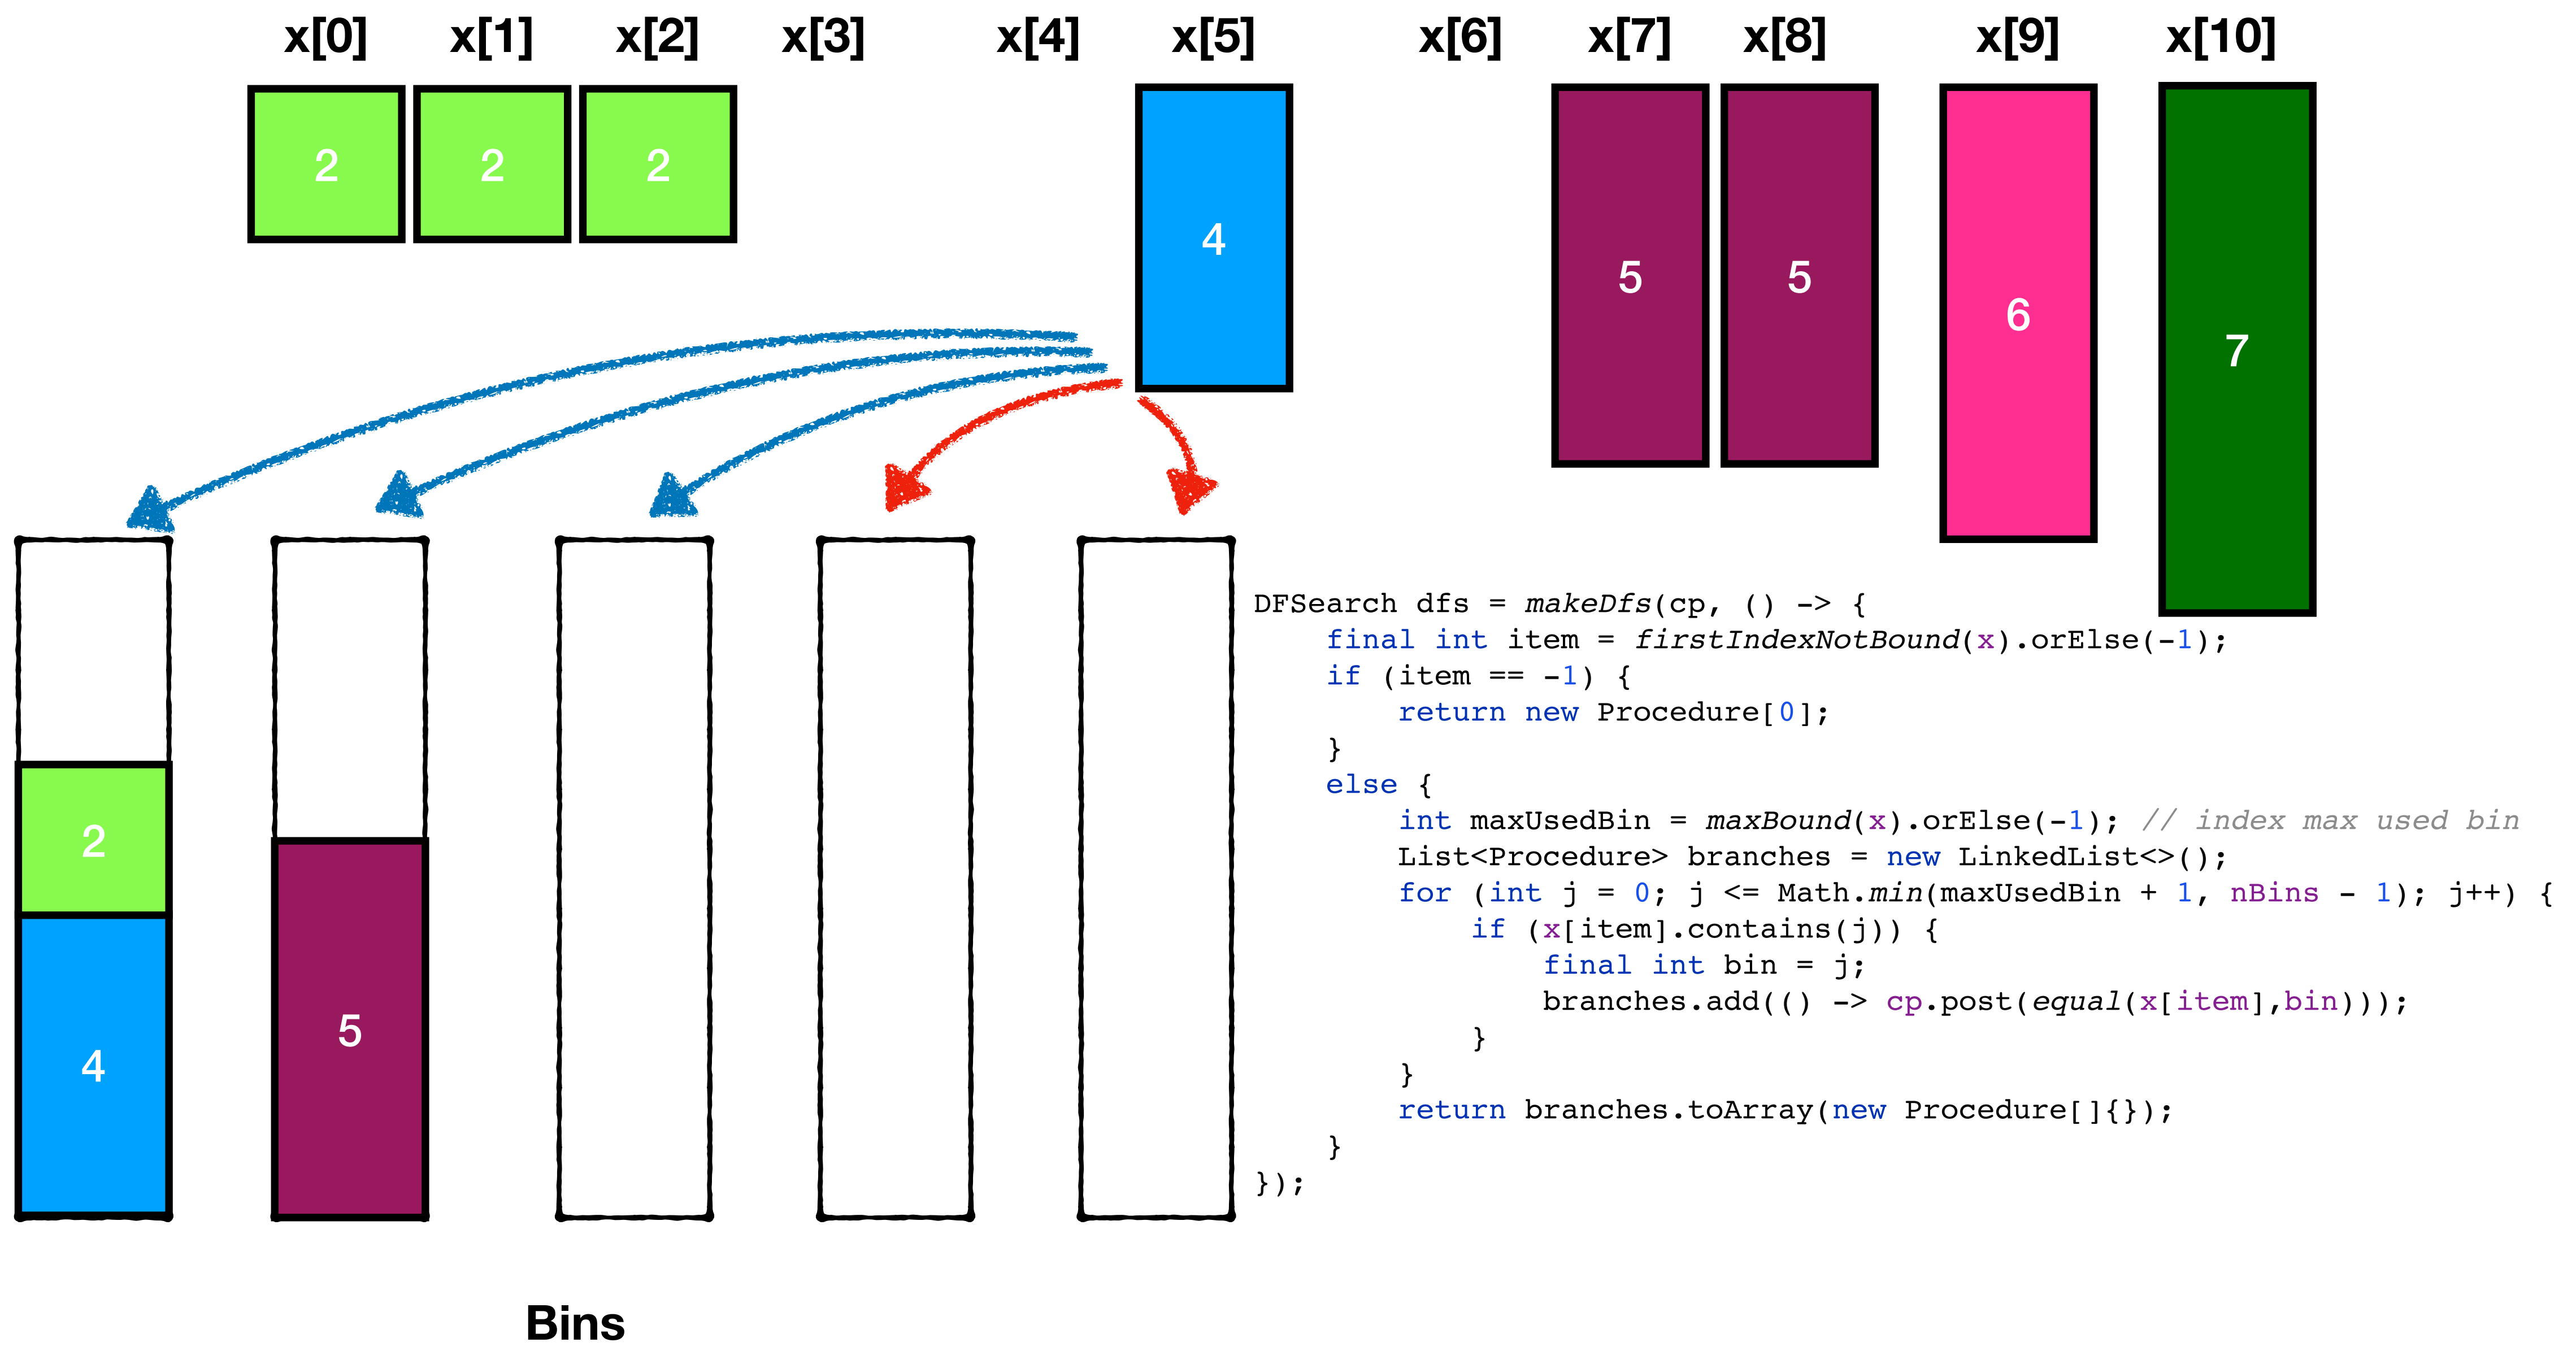 x[0] x[1] x[2] x[3] x[4] x[5] x[6] x[7] x[8] x[9] x[10]
2 2 2 4 5 5 6 7
2
4
5
DFSearch dfs = makeDfs(cp, () -> {
    final int item = firstIndexNotBound(x).orElse(-1);
    if (item == -1) {
        return new Procedure[0];
    }
    else {
        int maxUsedBin = maxBound(x).orElse(-1); // index max used bin
        List<Procedure> branches = new LinkedList<>();
        for (int j = 0; j <= Math.min(maxUsedBin + 1, nBins - 1); j++) {
            if (x[item].contains(j)) {
                final int bin = j;
                branches.add(() -> cp.post(equal(x[item],bin)));
            }
        }
        return branches.toArray(new Procedure[]{});
    }
});
Bins